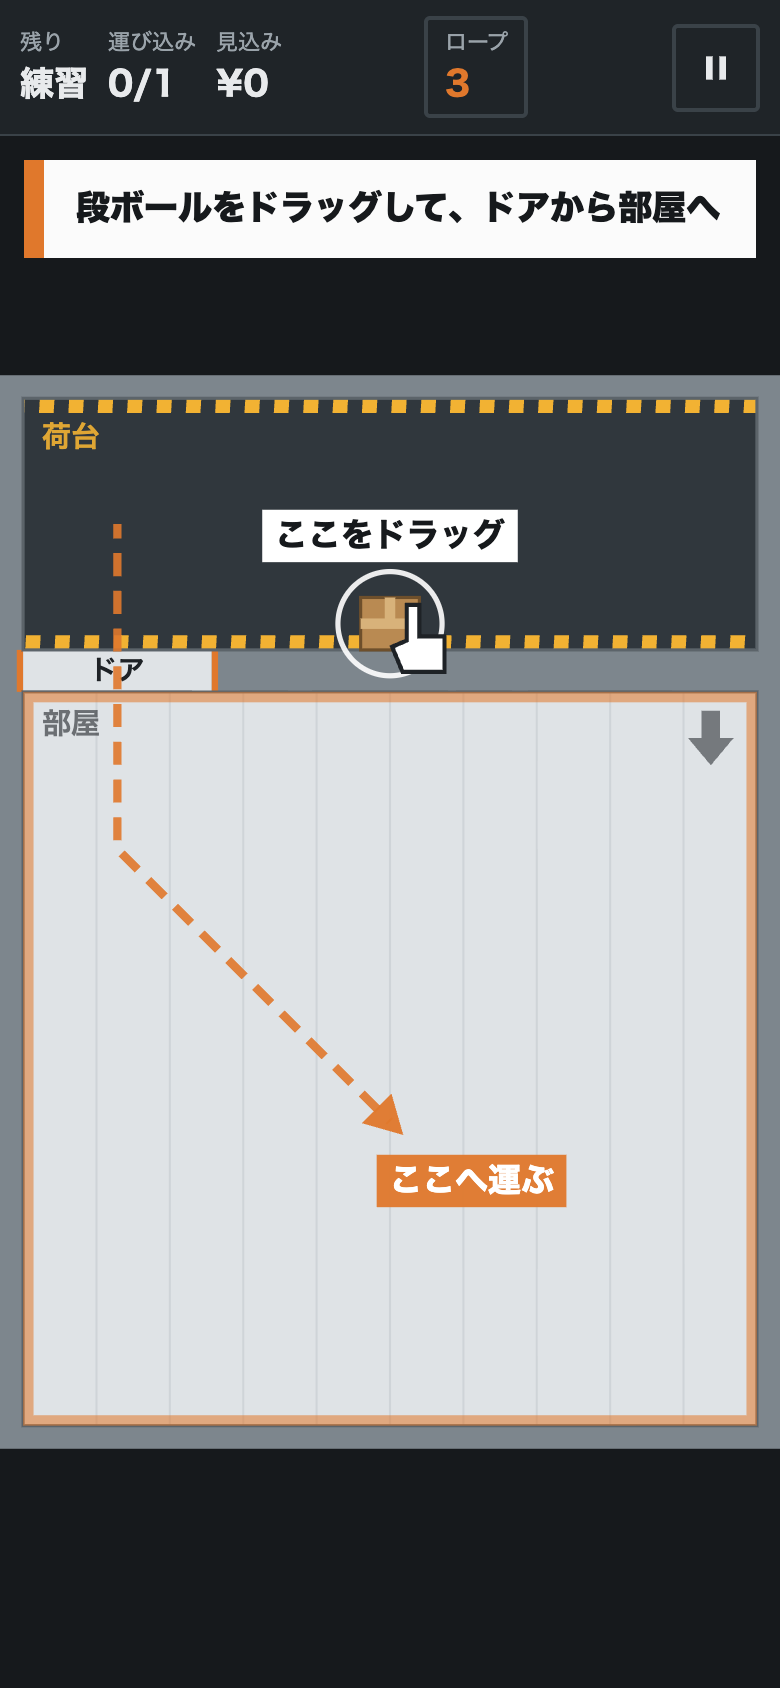 残り 運び込み 見込み ロープ
練習 0/1 ¥0 3
段ボールをドラッグして、ドアから部屋へ
荷台
ここをドラッグ
ドア
部屋
ここへ運ぶ